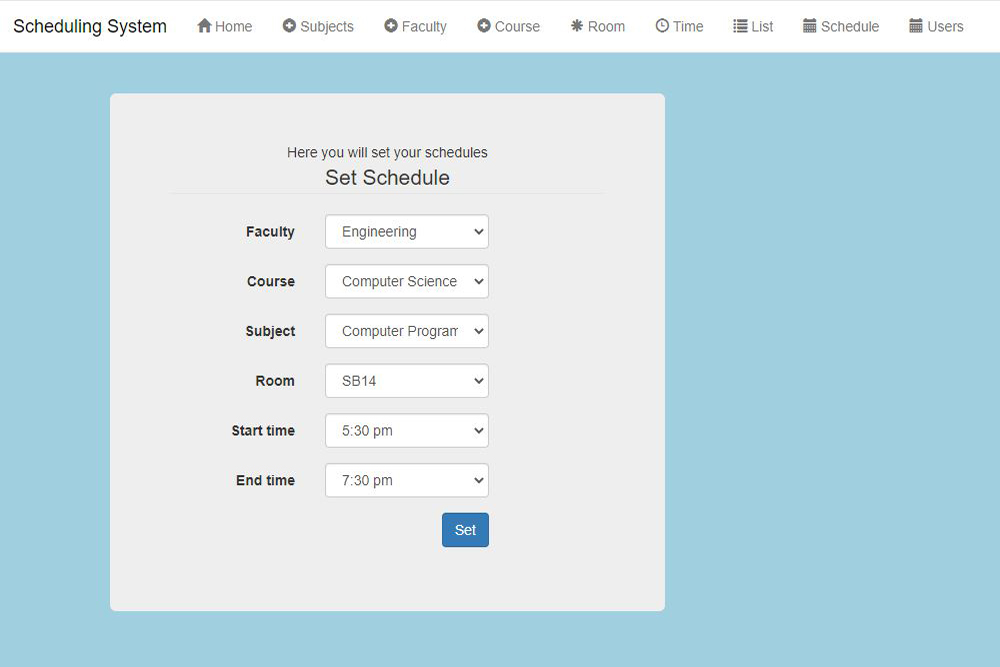 Scheduling System Home Subjects Faculty Course Room Time List Schedule Users
Here you will set your schedules
Set Schedule
Faculty Engineering
Course Computer Science
Subject Computer Program
Room SB14
Start time 5:30 pm
End time 7:30 pm
Set